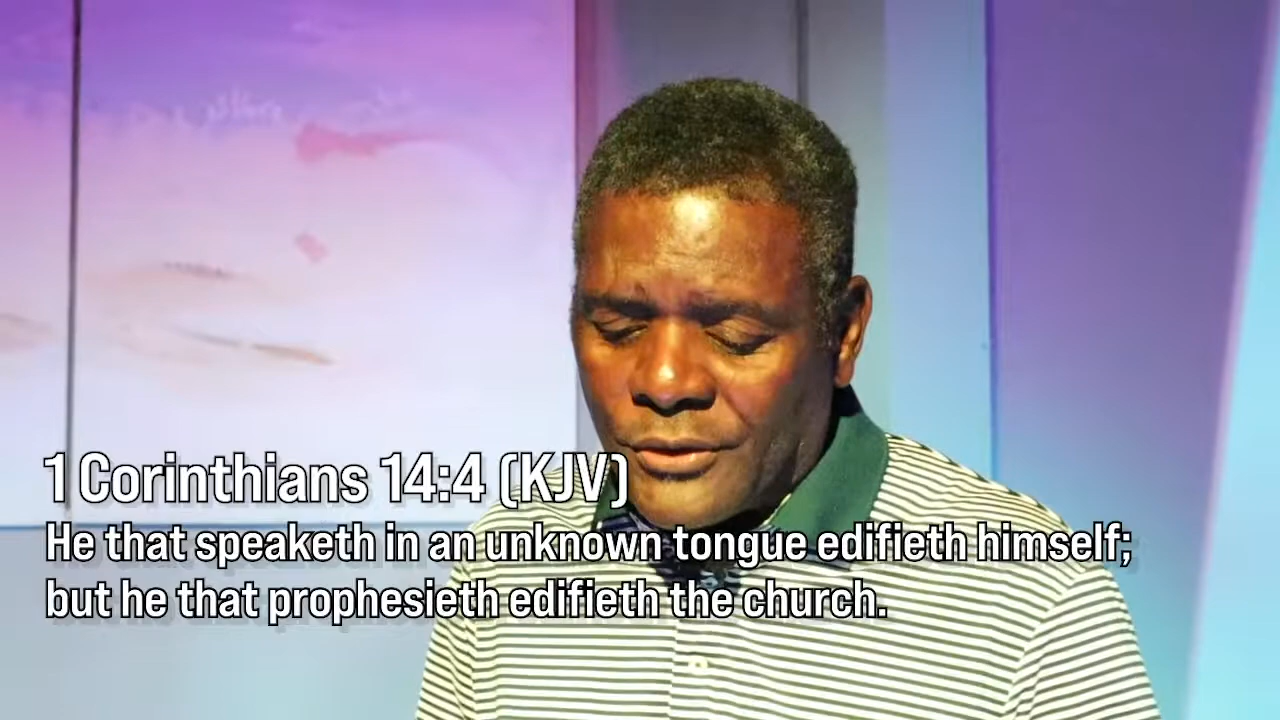 1 Corinthians 14:4 (KJV)
He that speaketh in an unknown tongue edifieth himself;
but he that prophesieth edifieth the church.